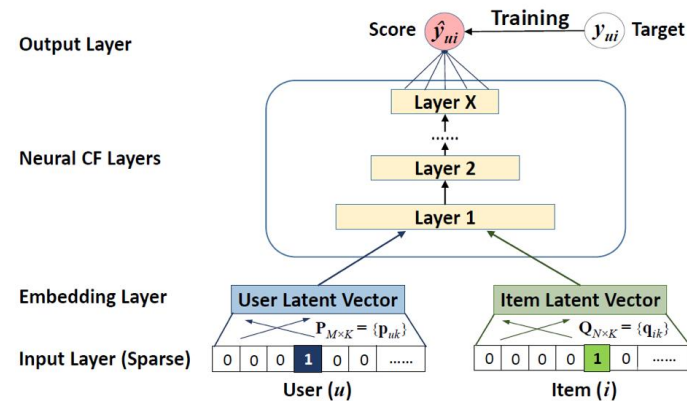 Output Layer
Score ŷui Training yui Target
Layer X
......
Neural CF Layers
Layer 2
Layer 1
Embedding Layer
User Latent Vector
Item Latent Vector
P M×K = {puk}
Q N×K = {qik}
Input Layer (Sparse)
0 0 0 1 0 0 ......
0 0 0 0 1 0 ......
User (u)
Item (i)